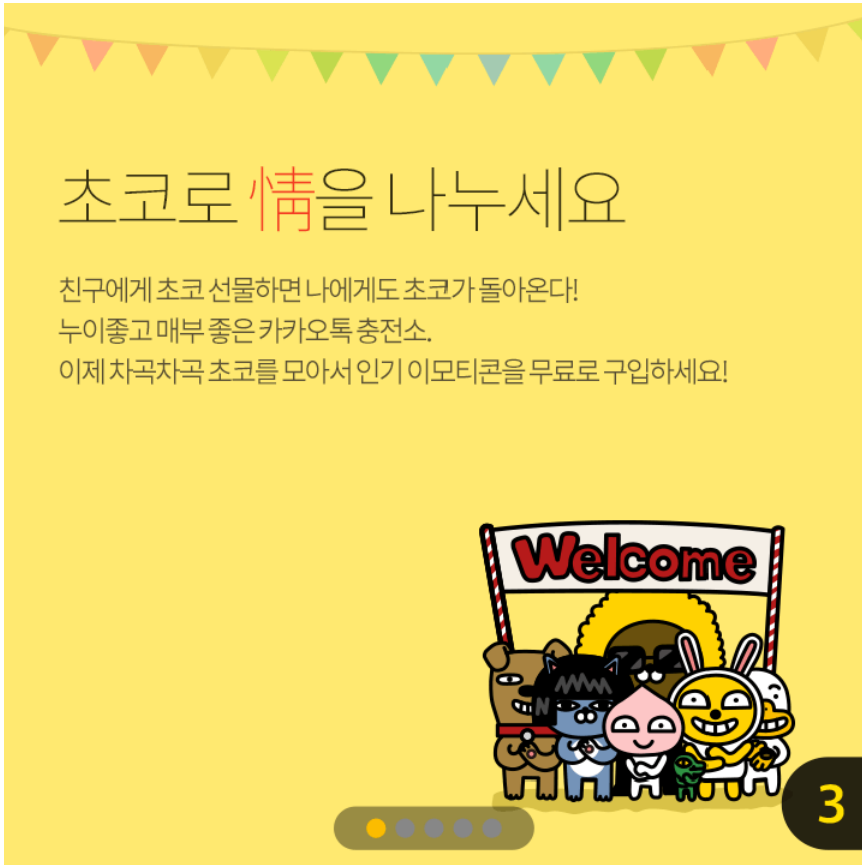 초코로 情을 나누세요
친구에게 초코 선물하면 나에게도 초코가 돌아온다!
누이좋고 매부 좋은 카카오톡 충전소.
이제 차곡차곡 초코를 모아서 인기 이모티콘을 무료로 구입하세요!
Welcome
3